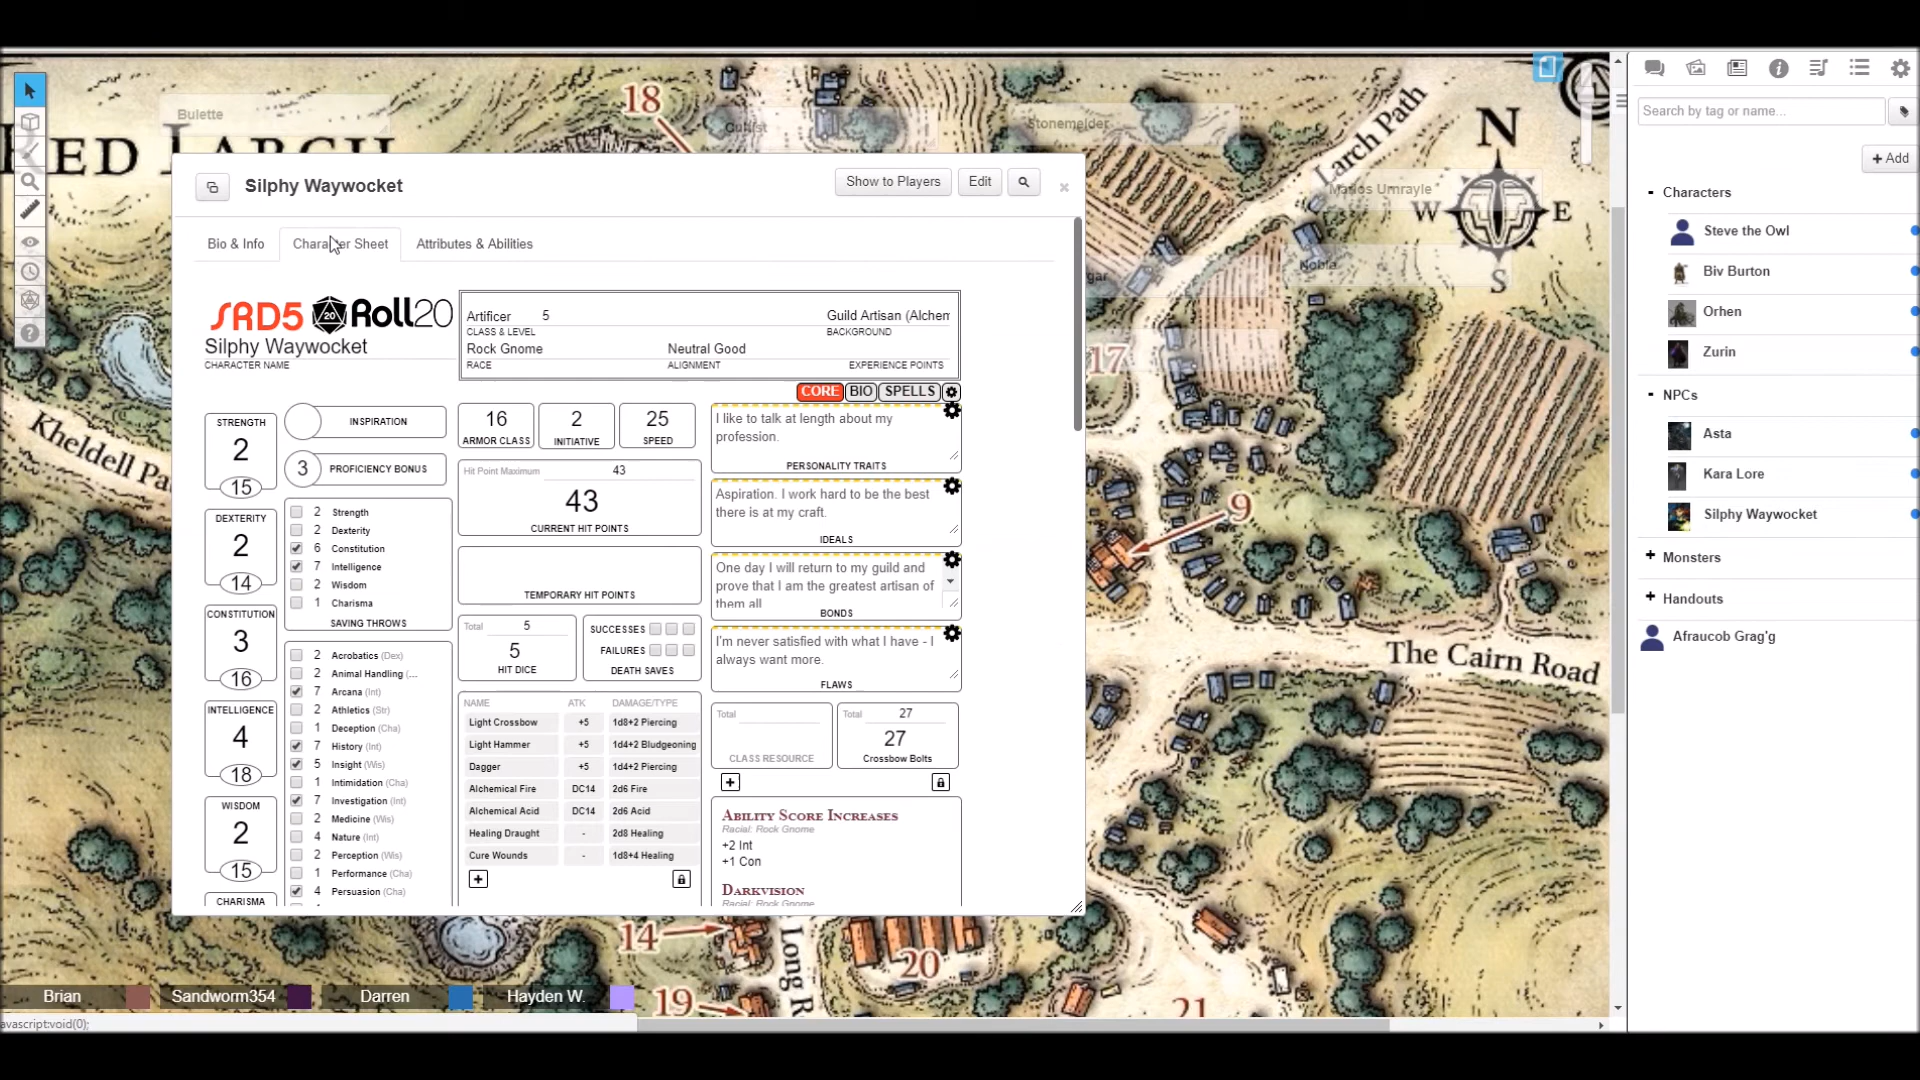 RED LARCH
Bulette
18
Cultist
Stonemelder
Larch Path
N
Marlos Umrayle
W
E
S
Noble
Kheldell Pa
17
9
The Cairn Road
14
Long R
20
19
21
Silphy Waywocket
Show to Players
Edit
Bio & Info
Character Sheet
Attributes & Abilities
SRD5
20
Roll20
Silphy Waywocket
CHARACTER NAME
Artificer 5
CLASS & LEVEL
Guild Artisan (Alchem
BACKGROUND
Rock Gnome
RACE
Neutral Good
ALIGNMENT
EXPERIENCE POINTS
CORE
BIO
SPELLS
STRENGTH
2
15
DEXTERITY
2
14
CONSTITUTION
3
16
INTELLIGENCE
4
18
WISDOM
2
15
CHARISMA
INSPIRATION
3 PROFICIENCY BONUS
2 Strength
2 Dexterity
6 Constitution
7 Intelligence
2 Wisdom
1 Charisma
SAVING THROWS
2 Acrobatics (Dex)
2 Animal Handling (...
7 Arcana (Int)
2 Athletics (Str)
1 Deception (Cha)
7 History (Int)
5 Insight (Wis)
1 Intimidation (Cha)
7 Investigation (Int)
2 Medicine (Wis)
4 Nature (Int)
2 Perception (Wis)
1 Performance (Cha)
4 Persuasion (Cha)
16
ARMOR CLASS
2
INITIATIVE
25
SPEED
Hit Point Maximum 43
43
CURRENT HIT POINTS
TEMPORARY HIT POINTS
Total 5
5
HIT DICE
SUCCESSES
FAILURES
DEATH SAVES
NAME ATK DAMAGE/TYPE
Light Crossbow +5 1d8+2 Piercing
Light Hammer +5 1d4+2 Bludgeoning
Dagger +5 1d4+2 Piercing
Alchemical Fire DC14 2d6 Fire
Alchemical Acid DC14 2d6 Acid
Healing Draught - 2d8 Healing
Cure Wounds - 1d8+4 Healing
+
I like to talk at length about my
profession.
PERSONALITY TRAITS
Aspiration. I work hard to be the best
there is at my craft.
IDEALS
One day I will return to my guild and
prove that I am the greatest artisan of
them all
BONDS
I'm never satisfied with what I have - I
always want more.
FLAWS
Total
CLASS RESOURCE
Total 27
27
Crossbow Bolts
+
ABILITY SCORE INCREASES
Racial: Rock Gnome
+2 Int
+1 Con
DARKVISION
Racial: Rock Gnome
Brian
Sandworm354
Darren
Hayden W.
avascript:void(0);
Search by tag or name...
+ Add
- Characters
Steve the Owl
Biv Burton
Orhen
Zurin
- NPCs
Asta
Kara Lore
Silphy Waywocket
+ Monsters
+ Handouts
Afraucob Grag'g